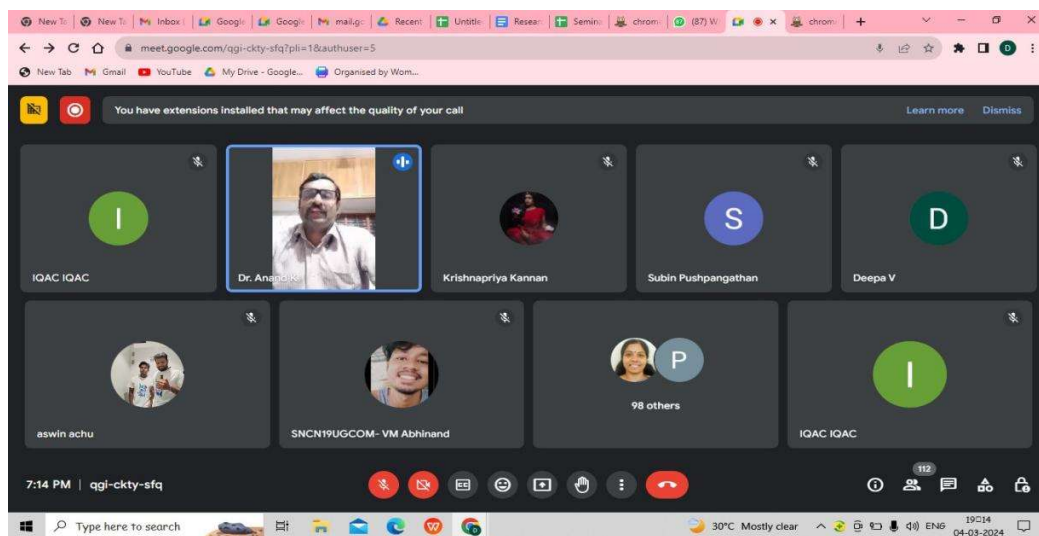 New Ta
New Ta
Inbox (
Google
Google
mail.go
Recent
Untitle
Resear
Semina
chrom
(87) W
chrom
meet.google.com/qgi-ckty-sfq?pli=1&authuser=5
D
New Tab Gmail YouTube My Drive - Google... Organised by Wom...
You have extensions installed that may affect the quality of your call Learn more Dismiss
I
S
D
IQAC IQAC
Dr. Anand K
Krishnapriya Kannan
Subin Pushpangathan
Deepa V
P
I
98 others
aswin achu
SNCN19UGCOM- VM Abhinand
IQAC IQAC
7:14 PM | qgi-ckty-sfq
CC
112
Type here to search
30°C Mostly clear
ENG
19:14
04-03-2024